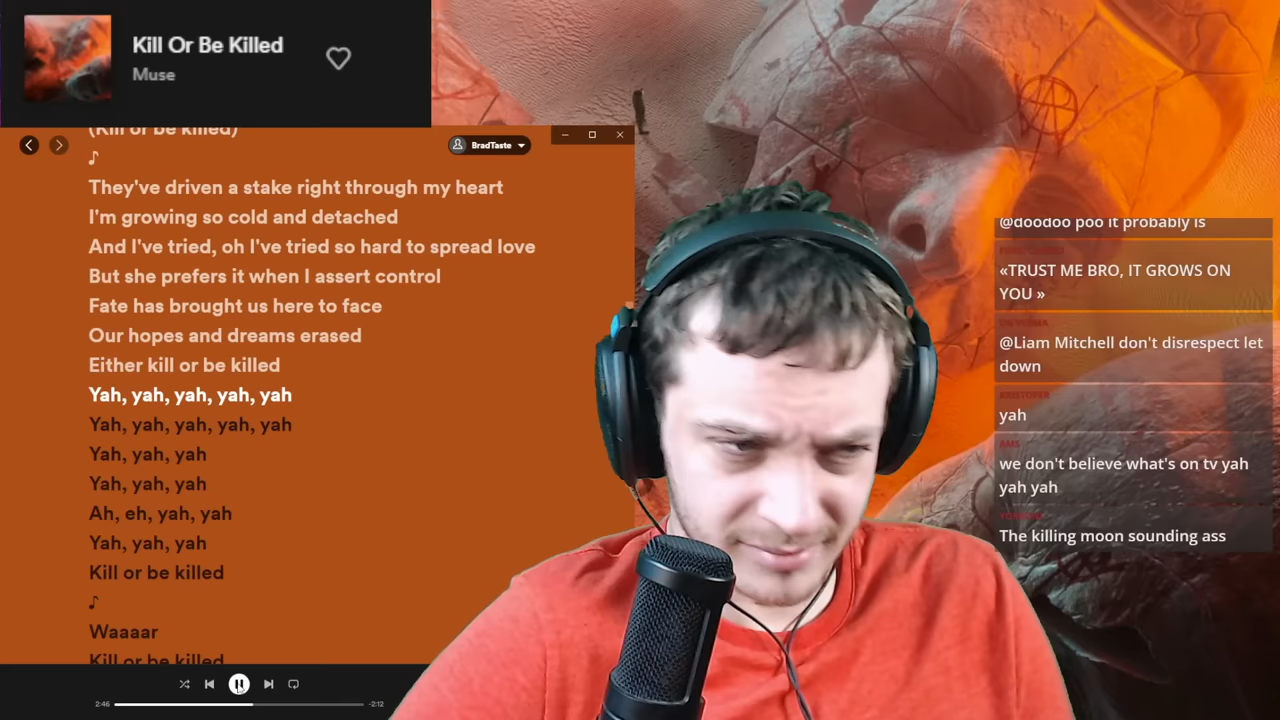 Kill Or Be Killed
Muse
(Kill or be killed)
BradTaste
♪
They've driven a stake right through my heart
I'm growing so cold and detached
And I've tried, oh I've tried so hard to spread love
But she prefers it when I assert control
Fate has brought us here to face
Our hopes and dreams erased
Either kill or be killed
Yah, yah, yah, yah, yah
Yah, yah, yah, yah, yah
Yah, yah, yah
Yah, yah, yah
Ah, eh, yah, yah
Yah, yah, yah
Kill or be killed
♪
Waaaar
Kill or be killed
2:46
-2:12
@doodoo poo it probably is
«TRUST ME BRO, IT GROWS ON
YOU »
@Liam Mitchell don't disrespect let
down
yah
AMS
we don't believe what's on tv yah
yah yah
The killing moon sounding ass